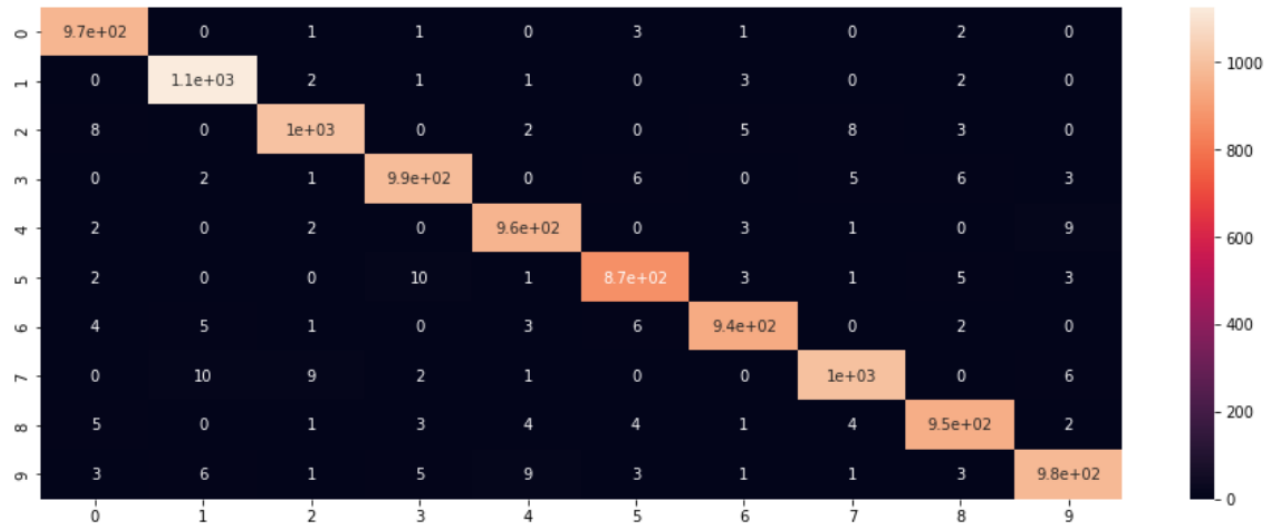 0 9.7e+02 0 1 1 0 3 1 0 2 0
1000
1 0 1.1e+03 2 1 1 0 3 0 2 0
2 8 0 1e+03 0 2 0 5 8 3 0
800
3 0 2 1 9.9e+02 0 6 0 5 6 3
4 2 0 2 0 9.6e+02 0 3 1 0 9
600
5 2 0 0 10 1 8.7e+02 3 1 5 3
6 4 5 1 0 3 6 9.4e+02 0 2 0
400
7 0 10 9 2 1 0 0 1e+03 0 6
8 5 0 1 3 4 4 1 4 9.5e+02 2
200
9 3 6 1 5 9 3 1 1 3 9.8e+02
0
0 1 2 3 4 5 6 7 8 9